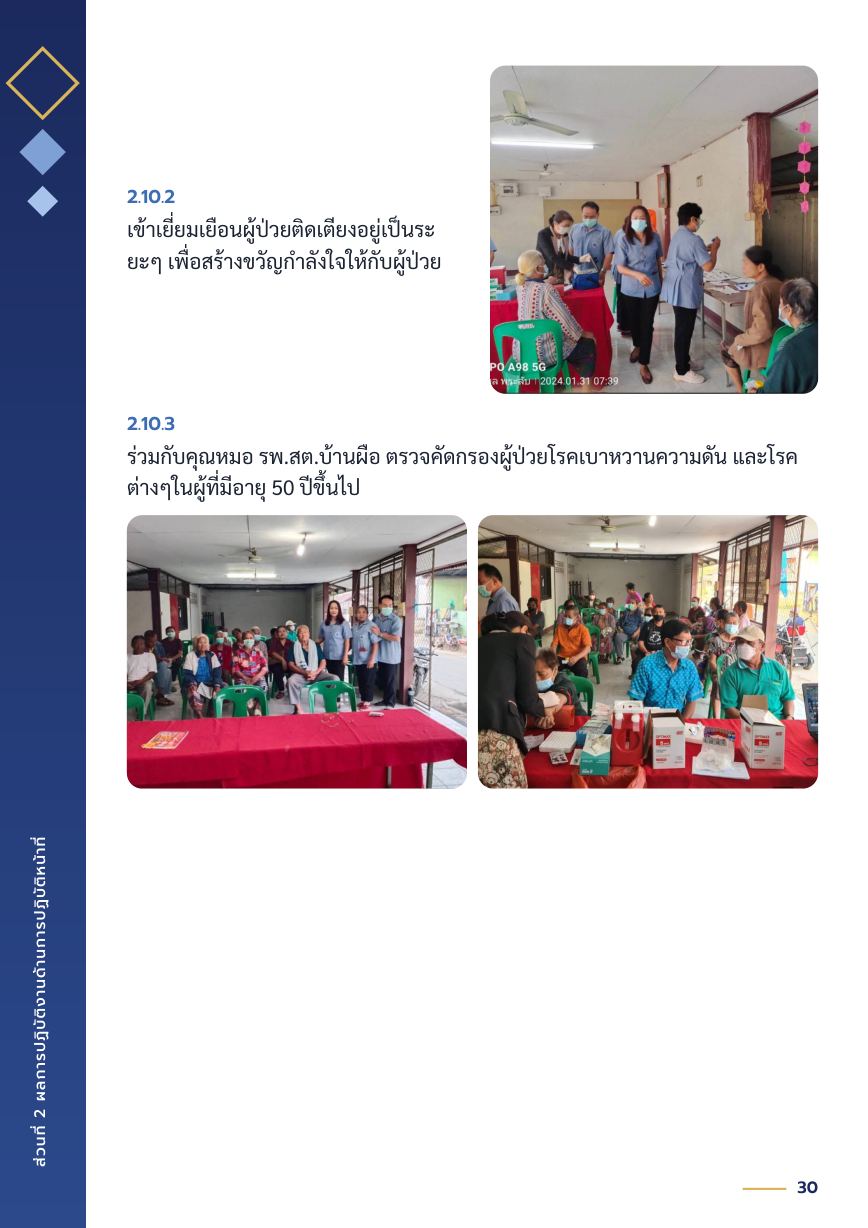 2.10.2
เข้าเยี่ยมเยือนผู้ป่วยติดเตียงอยู่เป็นระ
ยะๆ เพื่อสร้างขวัญกำลังใจให้กับผู้ป่วย
PO A98 5G
ล พระลับ | 2024.01.31 07:39
2.10.3
ร่วมกับคุณหมอ รพ.สต.บ้านผือ ตรวจคัดกรองผู้ป่วยโรคเบาหวานความดัน และโรค
ต่างๆในผู้ที่มีอายุ 50 ปีขึ้นไป
ส่วนที่ 2 ผลการปฏิบัติงานด้านการปฏิบัติหน้าที่
30